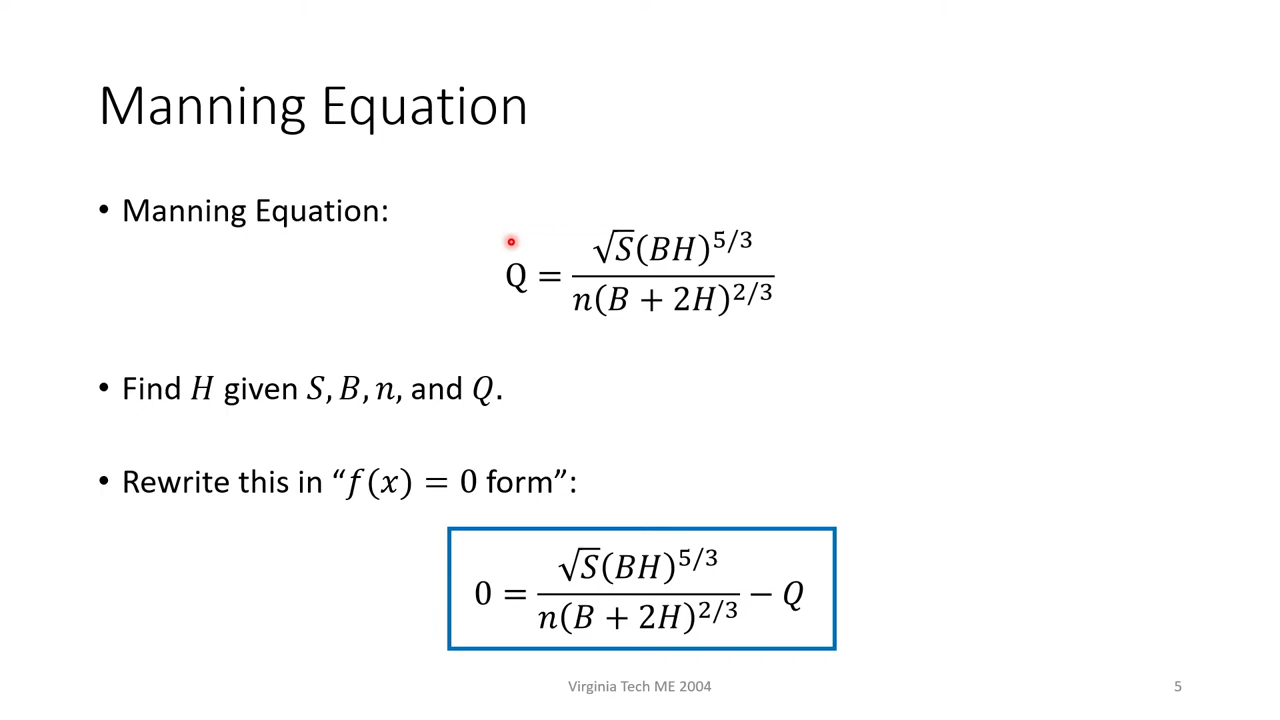 Manning Equation
• Manning Equation:
Q = √S(BH)^{5/3} / n(B + 2H)^{2/3}
• Find H given S, B, n, and Q.
• Rewrite this in “f(x) = 0 form”:
0 = √S(BH)^{5/3} / n(B + 2H)^{2/3} − Q
Virginia Tech ME 2004
5